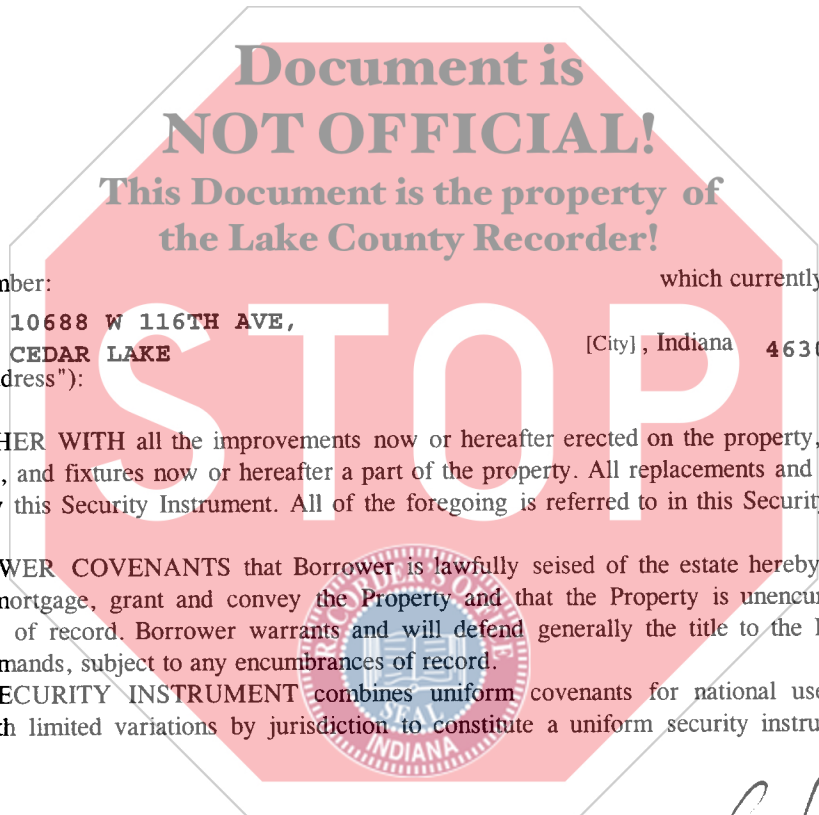 Document is
NOT OFFICIAL!
This Document is the property of
the Lake County Recorder!
mber: which currently
10688 W 116TH AVE,
CEDAR LAKE [City] , Indiana 4630
dress"):
STOP
HER WITH all the improvements now or hereafter erected on the property,
, and fixtures now or hereafter a part of the property. All replacements and
y this Security Instrument. All of the foregoing is referred to in this Security
WER COVENANTS that Borrower is lawfully seised of the estate hereby
mortgage, grant and convey the Property and that the Property is unencum
of record. Borrower warrants and will defend generally the title to the P
mands, subject to any encumbrances of record.
ECURITY INSTRUMENT combines uniform covenants for national use
th limited variations by jurisdiction to constitute a uniform security instru
RECORDER'S OFFICE
SEAL
INDIANA